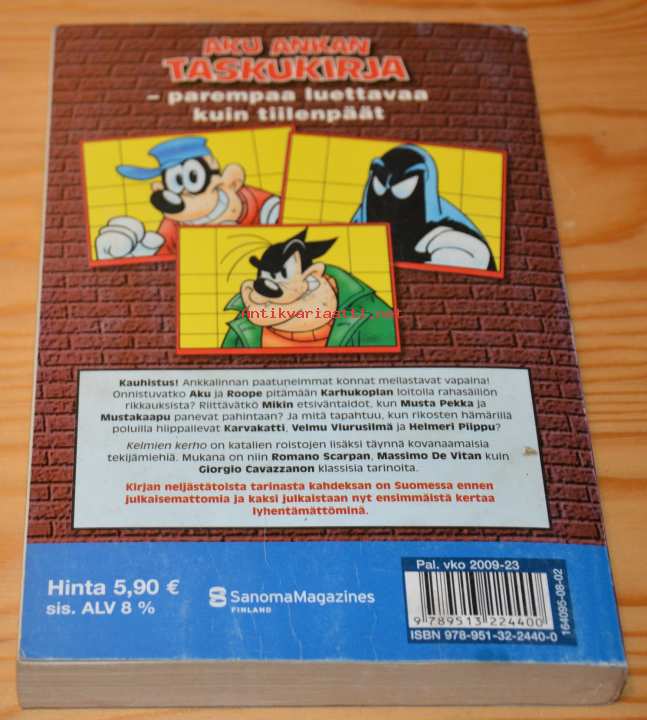 AKU ANKAN
TASKUKIRJA
– parempaa luettavaa
kuin tiilenpäät
antikvariaatti.net
Kauhistus! Ankkalinnan paatuneimmat konnat mellastavat vapaina!
Onnistuvatko Aku ja Roope pitämään Karhukoplan loitolla rahasäiliön
rikkauksista? Riittävätkö Mikin etsiväntaidot, kun Musta Pekka ja
Mustakaapu panevat pahintaan? Ja mitä tapahtuu, kun rikosten hämärillä
poluilla hiippailevat Karvakatti, Velmu Viurusilmä ja Helmeri Piippu?
Kelmien kerho on katalien roistojen lisäksi täynnä kovanaamaisia
tekijämiehiä. Mukana on niin Romano Scarpan, Massimo De Vitan kuin
Giorgio Cavazzanon klassisia tarinoita.
Kirjan neljästätoista tarinasta kahdeksan on Suomessa ennen
julkaisemattomia ja kaksi julkaistaan nyt ensimmäistä kertaa
lyhentämättöminä.
Hinta 5,90 €
sis. ALV 8 %
SanomaMagazines
FINLAND
Pal. vko 2009-23
9 789513 224400
ISBN 978-951-32-2440-0
164095-08-02